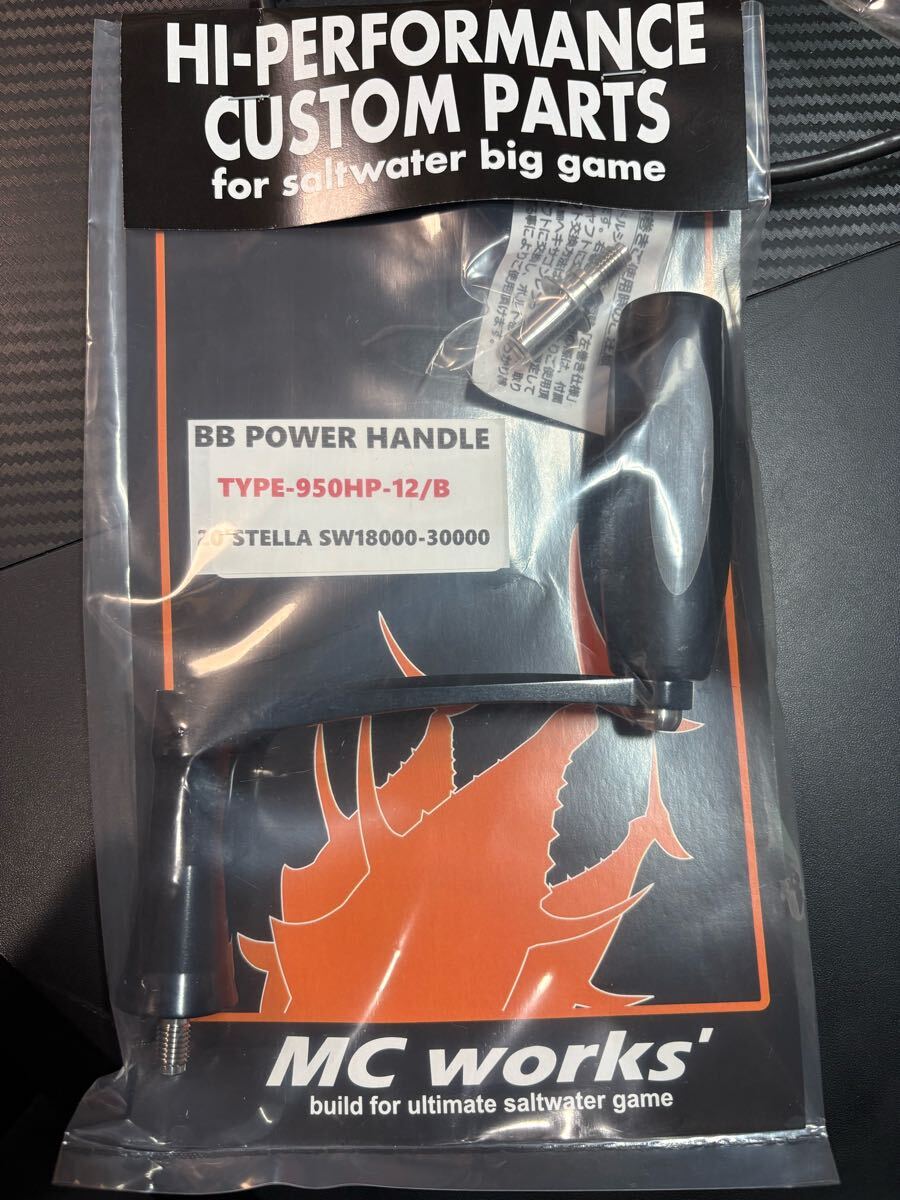 HI-PERFORMANCE
CUSTOM PARTS
for saltwater big game
BB POWER HANDLE
TYPE-950HP-12/B
20'STELLA SW18000-30000
MC works'
build for ultimate saltwater game